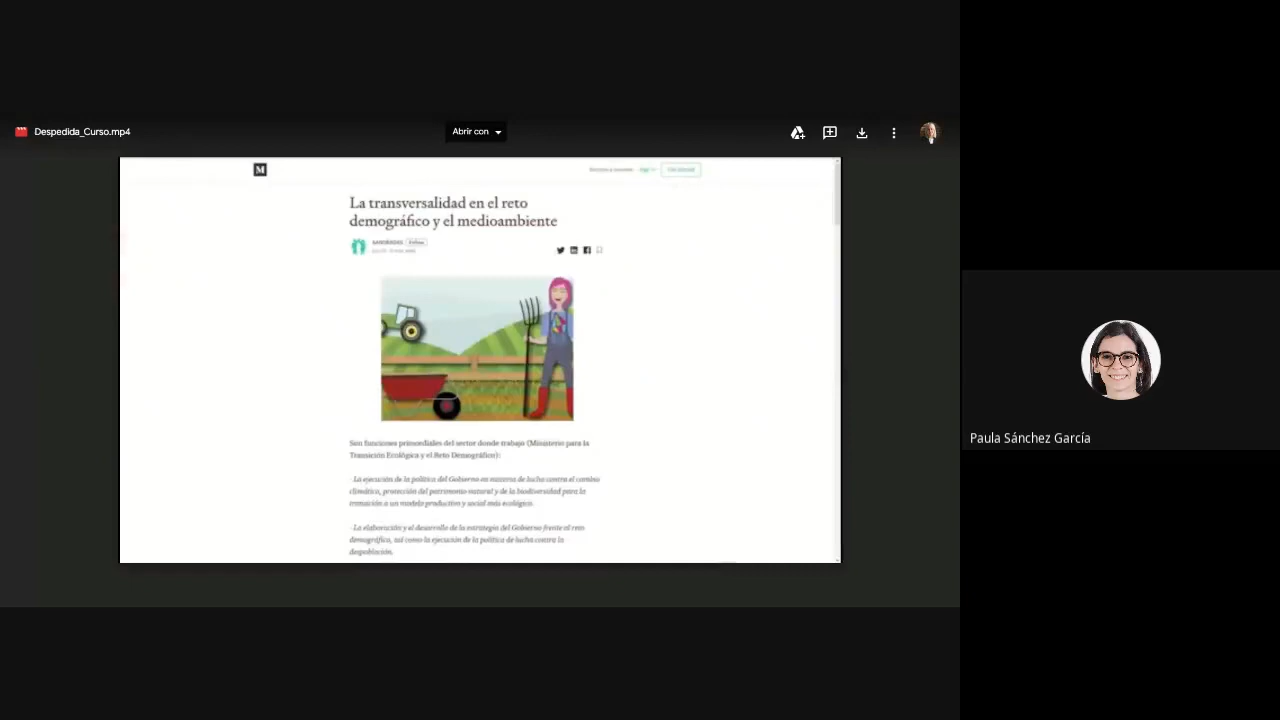 Despedida_Curso.mp4
Abrir con
M
La transversalidad en el reto
demográfico y el medioambiente
Son funciones primordiales del sector donde trabajo (Ministerio para la
Transición Ecológica y el Reto Demográfico):
- La ejecución de la política del Gobierno en materia de lucha contra el cambio
climático, protección del patrimonio natural y de la biodiversidad para la
transición a un modelo productivo y social más ecológico.
- La elaboración y el desarrollo de la estrategia del Gobierno frente al reto
demográfico, así como la ejecución de la política de lucha contra la
despoblación.
Paula Sánchez García